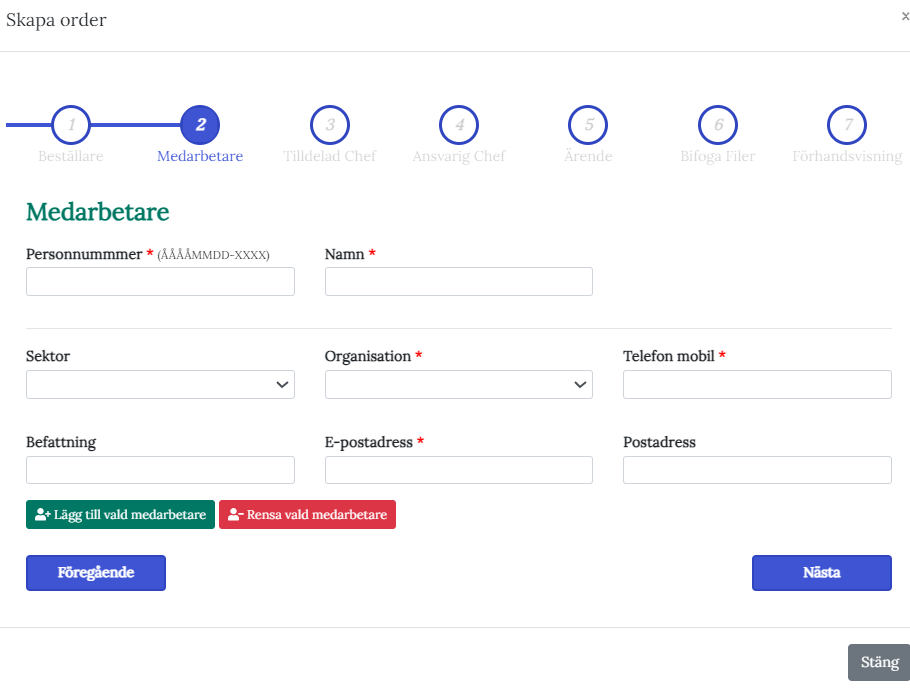 Skapa order ×
1 2 3 4 5 6 7
Beställare Medarbetare Tilldelad Chef Ansvarig Chef Ärende Bifoga Filer Förhandsvisning
Medarbetare
Personnummmer * (ÅÅÅÅMMDD-XXXX) Namn *
Sektor Organisation * Telefon mobil *
Befattning E-postadress * Postadress
Lägg till vald medarbetare Rensa vald medarbetare
Föregående Nästa
Stäng